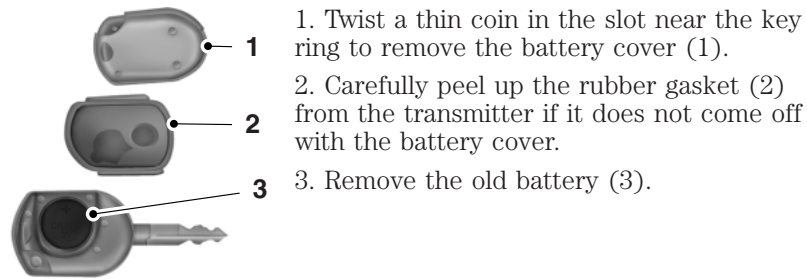 1. Twist a thin coin in the slot near the key
ring to remove the battery cover (1).
2. Carefully peel up the rubber gasket (2)
from the transmitter if it does not come off
with the battery cover.
3. Remove the old battery (3).
1
2
3